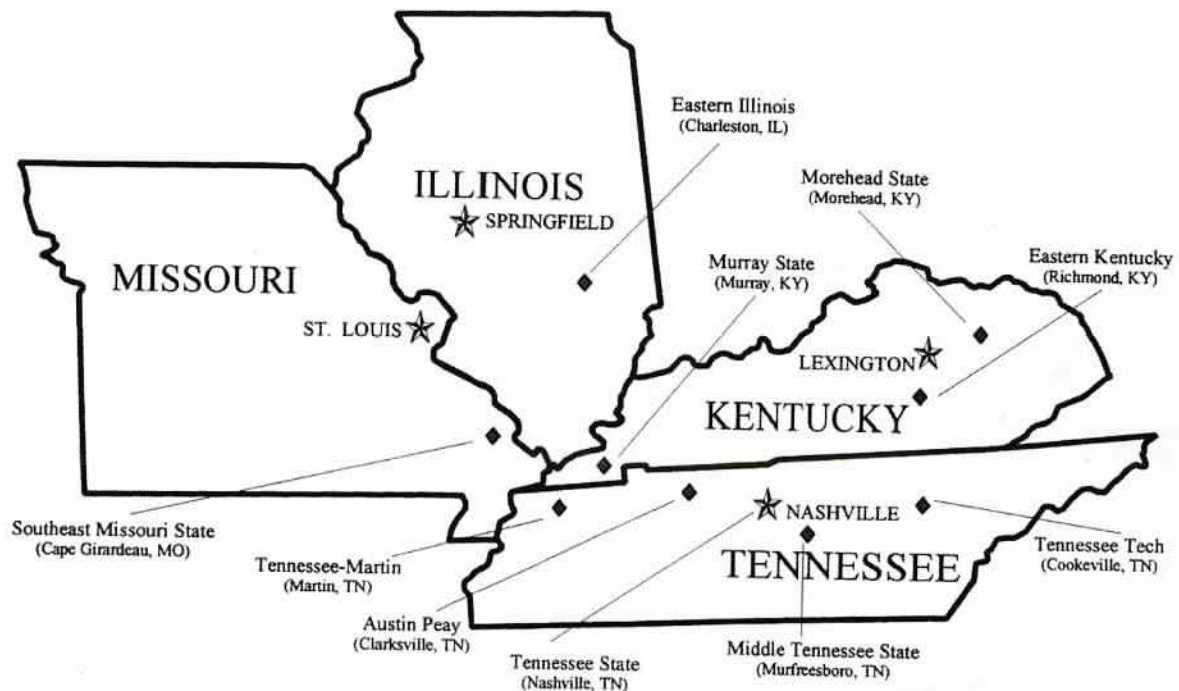 Eastern Illinois
(Charleston, IL)
Morehead State
(Morehead, KY)
ILLINOIS
SPRINGFIELD
Eastern Kentucky
(Richmond, KY)
Murray State
(Murray, KY)
MISSOURI
ST. LOUIS
LEXINGTON
KENTUCKY
Southeast Missouri State
(Cape Girardeau, MO)
NASHVILLE
Tennessee-Martin
(Martin, TN)
TENNESSEE
Tennessee Tech
(Cookeville, TN)
Austin Peay
(Clarksville, TN)
Tennessee State
(Nashville, TN)
Middle Tennessee State
(Murfreesboro, TN)